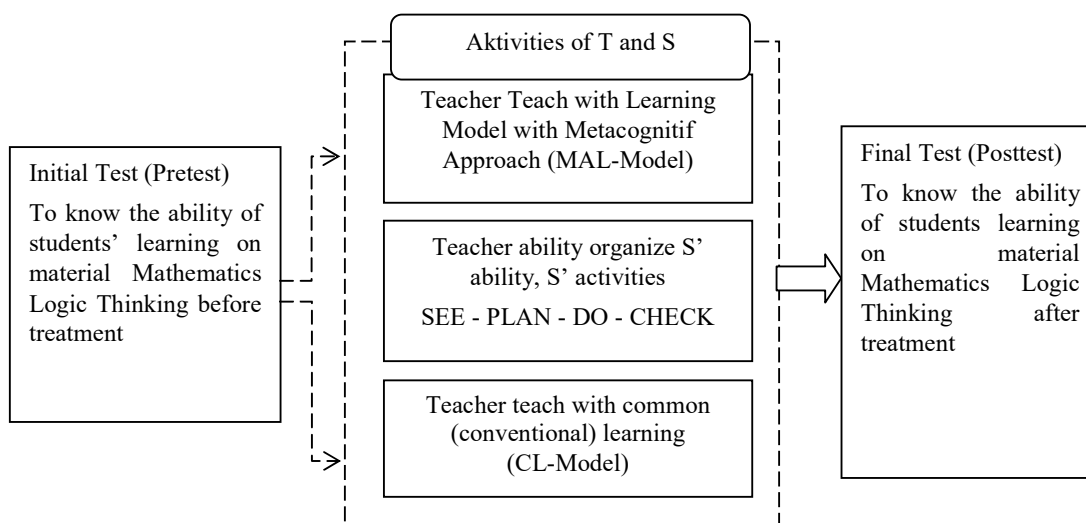 Initial Test (Pretest)
To know the ability of
students’ learning on
material Mathematics
Logic Thinking before
treatment
Aktivities of T and S
Teacher Teach with Learning
Model with Metacognitif
Approach (MAL-Model)
Teacher ability organize S’
ability, S’ activities
SEE - PLAN - DO - CHECK
Teacher teach with common
(conventional) learning
(CL-Model)
Final Test (Posttest)
To know the ability
of students learning
on material
Mathematics Logic
Thinking after
treatment